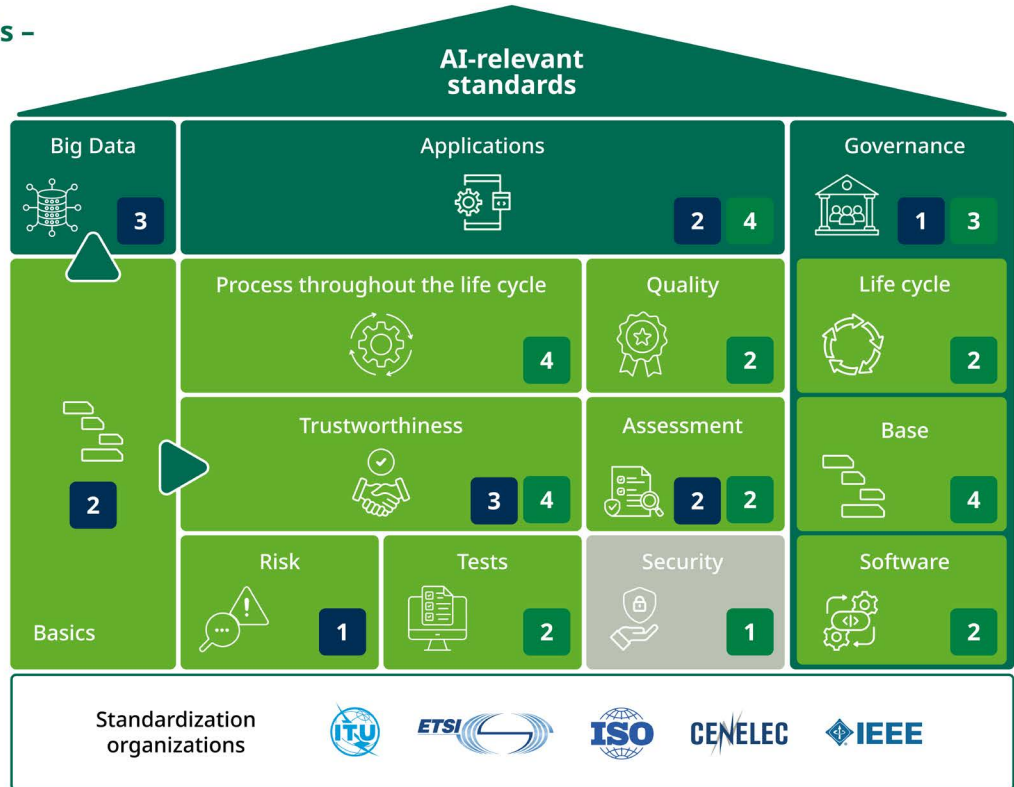 s –
AI-relevant
standards
Big Data
3
Applications
2 4
Governance
1 3
Process throughout the life cycle
4
Quality
2
Life cycle
2
Trustworthiness
3 4
Assessment
2 2
Base
4
2
Basics
Risk
1
Tests
2
Security
1
Software
2
Standardization
organizations
ITU
ETSI
ISO
CENELEC
IEEE